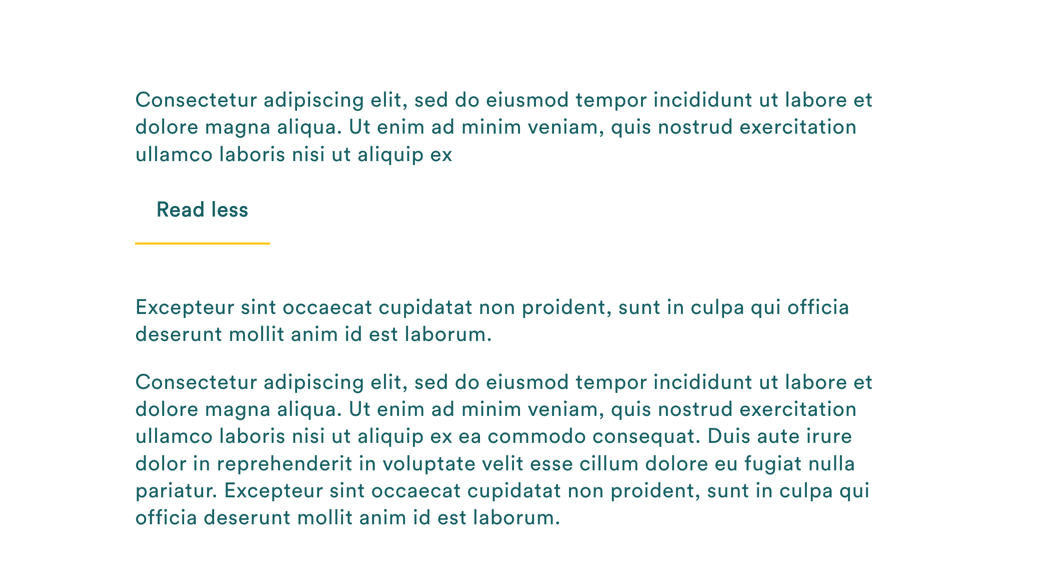 Consectetur adipiscing elit, sed do eiusmod tempor incididunt ut labore et
dolore magna aliqua. Ut enim ad minim veniam, quis nostrud exercitation
ullamco laboris nisi ut aliquip ex
Read less
Excepteur sint occaecat cupidatat non proident, sunt in culpa qui officia
deserunt mollit anim id est laborum.
Consectetur adipiscing elit, sed do eiusmod tempor incididunt ut labore et
dolore magna aliqua. Ut enim ad minim veniam, quis nostrud exercitation
ullamco laboris nisi ut aliquip ex ea commodo consequat. Duis aute irure
dolor in reprehenderit in voluptate velit esse cillum dolore eu fugiat nulla
pariatur. Excepteur sint occaecat cupidatat non proident, sunt in culpa qui
officia deserunt mollit anim id est laborum.